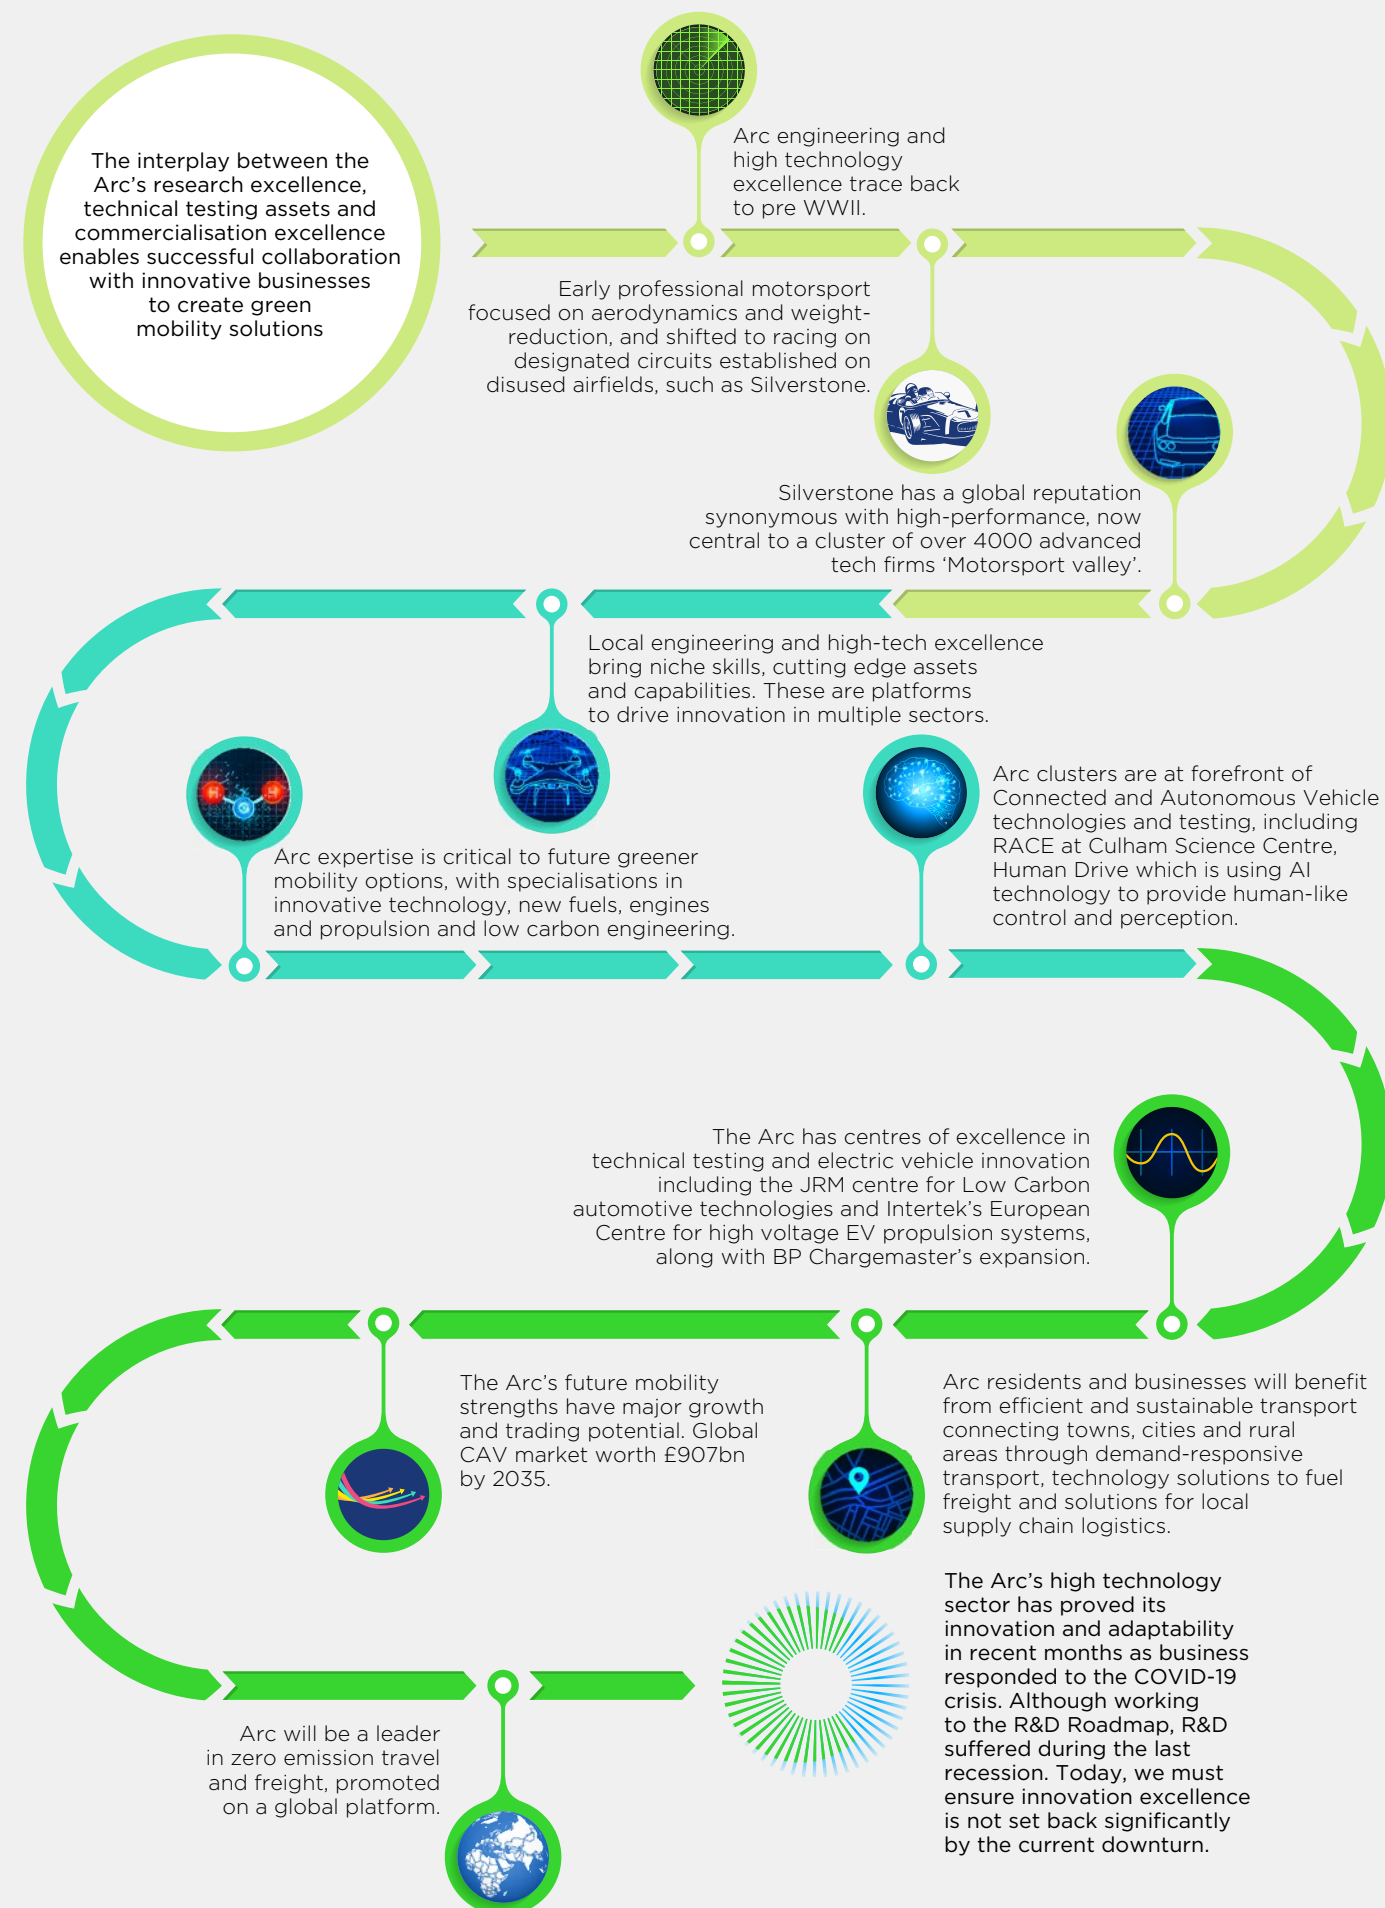 The interplay between the
Arc's research excellence,
technical testing assets and
commercialisation excellence
enables successful collaboration
with innovative businesses
to create green
mobility solutions
Arc engineering and
high technology
excellence trace back
to pre WWII.
Early professional motorsport
focused on aerodynamics and weight-
reduction, and shifted to racing on
designated circuits established on
disused airfields, such as Silverstone.
Silverstone has a global reputation
synonymous with high-performance, now
central to a cluster of over 4000 advanced
tech firms ‘Motorsport valley’.
Local engineering and high-tech excellence
bring niche skills, cutting edge assets
and capabilities. These are platforms
to drive innovation in multiple sectors.
H
H
Arc expertise is critical to future greener
mobility options, with specialisations in
innovative technology, new fuels, engines
and propulsion and low carbon engineering.
Arc clusters are at forefront of
Connected and Autonomous Vehicle
technologies and testing, including
RACE at Culham Science Centre,
Human Drive which is using AI
technology to provide human-like
control and perception.
The Arc has centres of excellence in
technical testing and electric vehicle innovation
including the JRM centre for Low Carbon
automotive technologies and Intertek's European
Centre for high voltage EV propulsion systems,
along with BP Chargemaster's expansion.
Arc residents and businesses will benefit
from efficient and sustainable transport
connecting towns, cities and rural
areas through demand-responsive
transport, technology solutions to fuel
freight and solutions for local
supply chain logistics.
The Arc's future mobility
strengths have major growth
and trading potential. Global
CAV market worth £907bn
by 2035.
Arc will be a leader
in zero emission travel
and freight, promoted
on a global platform.
The Arc's high technology
sector has proved its
innovation and adaptability
in recent months as business
responded to the COVID-19
crisis. Although working
to the R&D Roadmap, R&D
suffered during the last
recession. Today, we must
ensure innovation excellence
is not set back significantly
by the current downturn.